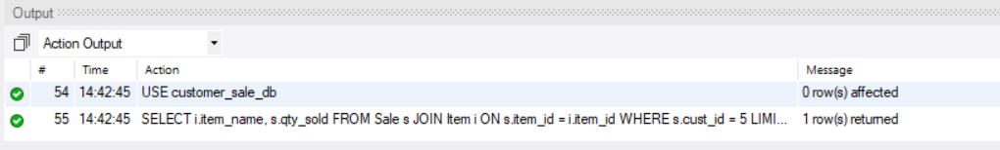 Output
Action Output
# Time Action Message
54 14:42:45 USE customer_sale_db 0 row(s) affected
55 14:42:45 SELECT i.item_name, s.qty_sold FROM Sale s JOIN Item i ON s.item_id = i.item_id WHERE s.cust_id = 5 LIMI... 1 row(s) returned